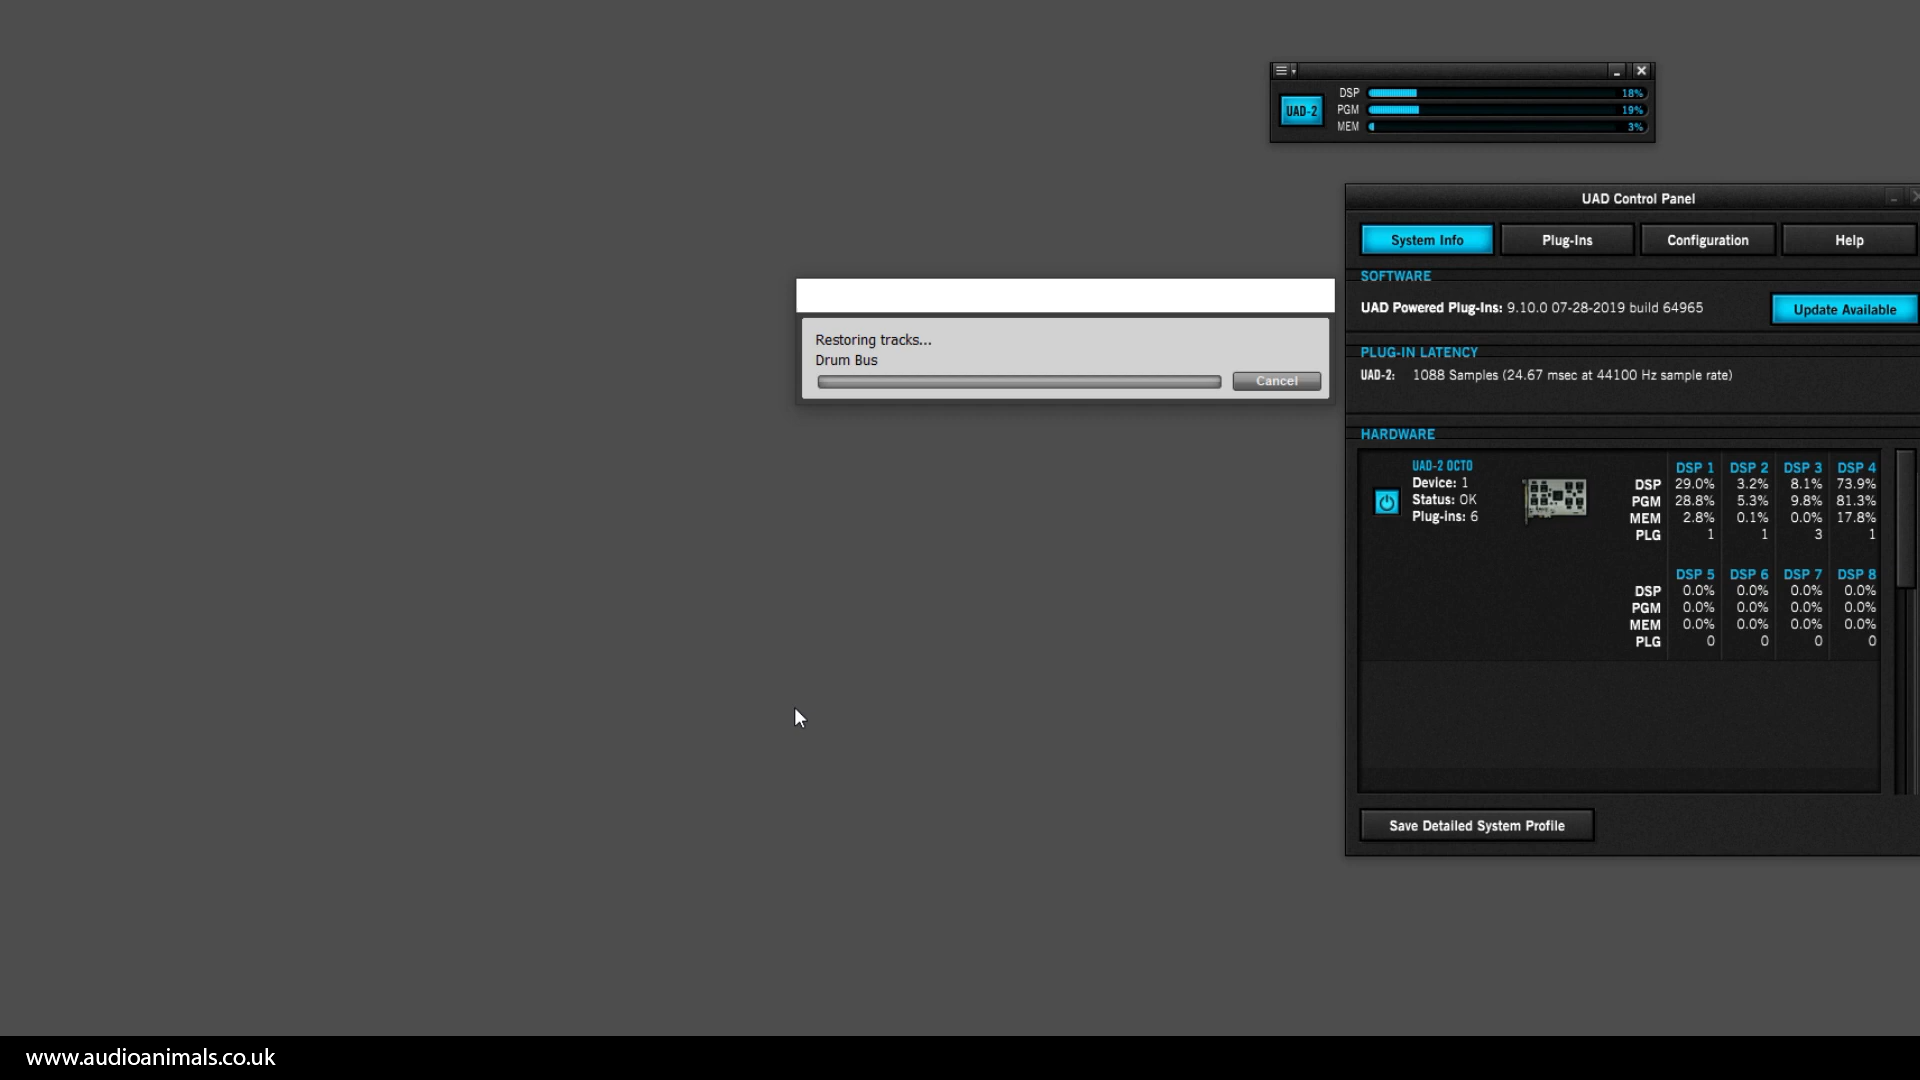 DSP 18%
UAD-2
PGM 19%
MEM 3%
UAD Control Panel
System Info Plug-Ins Configuration Help
SOFTWARE
UAD Powered Plug-Ins: 9.10.0 07-28-2019 build 64965
Update Available
PLUG-IN LATENCY
UAD-2: 1088 Samples (24.67 msec at 44100 Hz sample rate)
Restoring tracks...
Drum Bus
Cancel
HARDWARE
UAD-2 OCTO
Device: 1
Status: OK
Plug-ins: 6
DSP 1 DSP 2 DSP 3 DSP 4
DSP 29.0% 3.2% 8.1% 73.9%
PGM 28.8% 5.3% 9.8% 81.3%
MEM 2.8% 0.1% 0.0% 17.8%
PLG 1 1 3 1
DSP 5 DSP 6 DSP 7 DSP 8
DSP 0.0% 0.0% 0.0% 0.0%
PGM 0.0% 0.0% 0.0% 0.0%
MEM 0.0% 0.0% 0.0% 0.0%
PLG 0 0 0 0
Save Detailed System Profile
www.audioanimals.co.uk